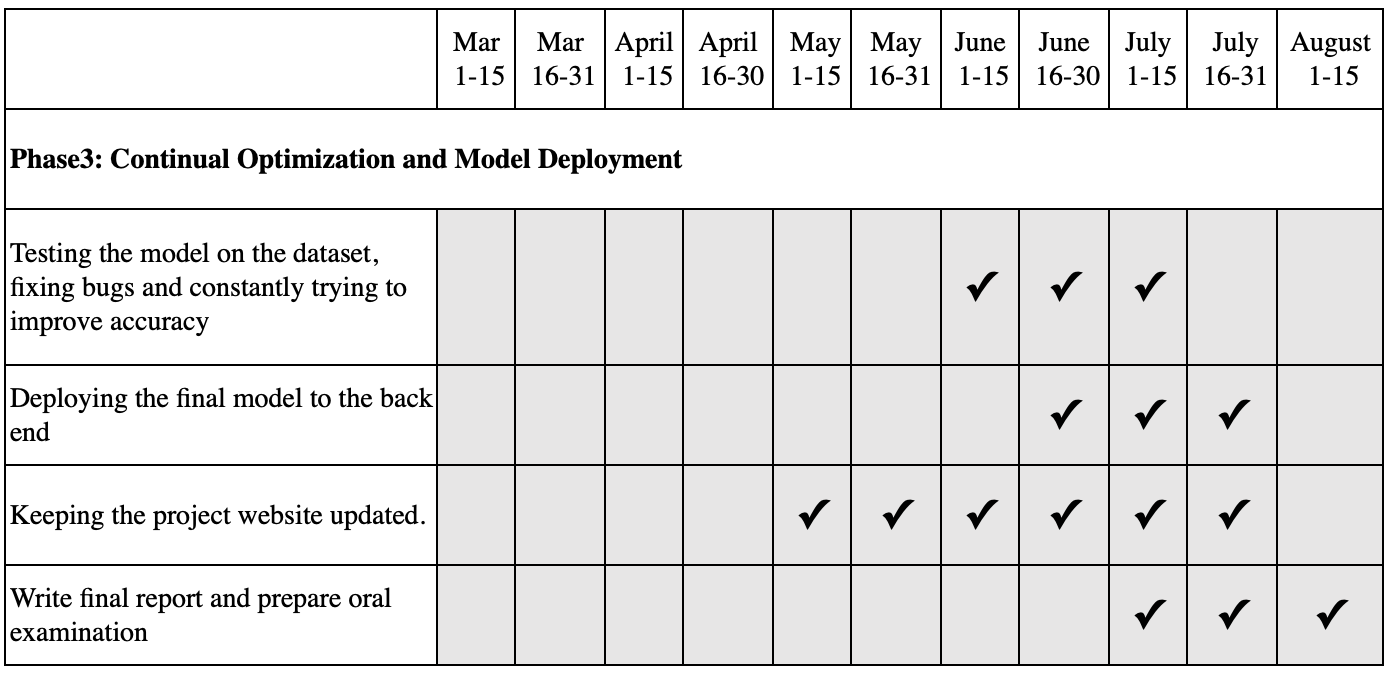 Mar Mar April April May May June June July July August
1-15 16-31 1-15 16-30 1-15 16-31 1-15 16-30 1-15 16-31 1-15
Phase3: Continual Optimization and Model Deployment
Testing the model on the dataset,
fixing bugs and constantly trying to
improve accuracy
✓ ✓ ✓
Deploying the final model to the back
end
✓ ✓ ✓
Keeping the project website updated.
✓ ✓ ✓ ✓ ✓ ✓
Write final report and prepare oral
examination
✓ ✓ ✓